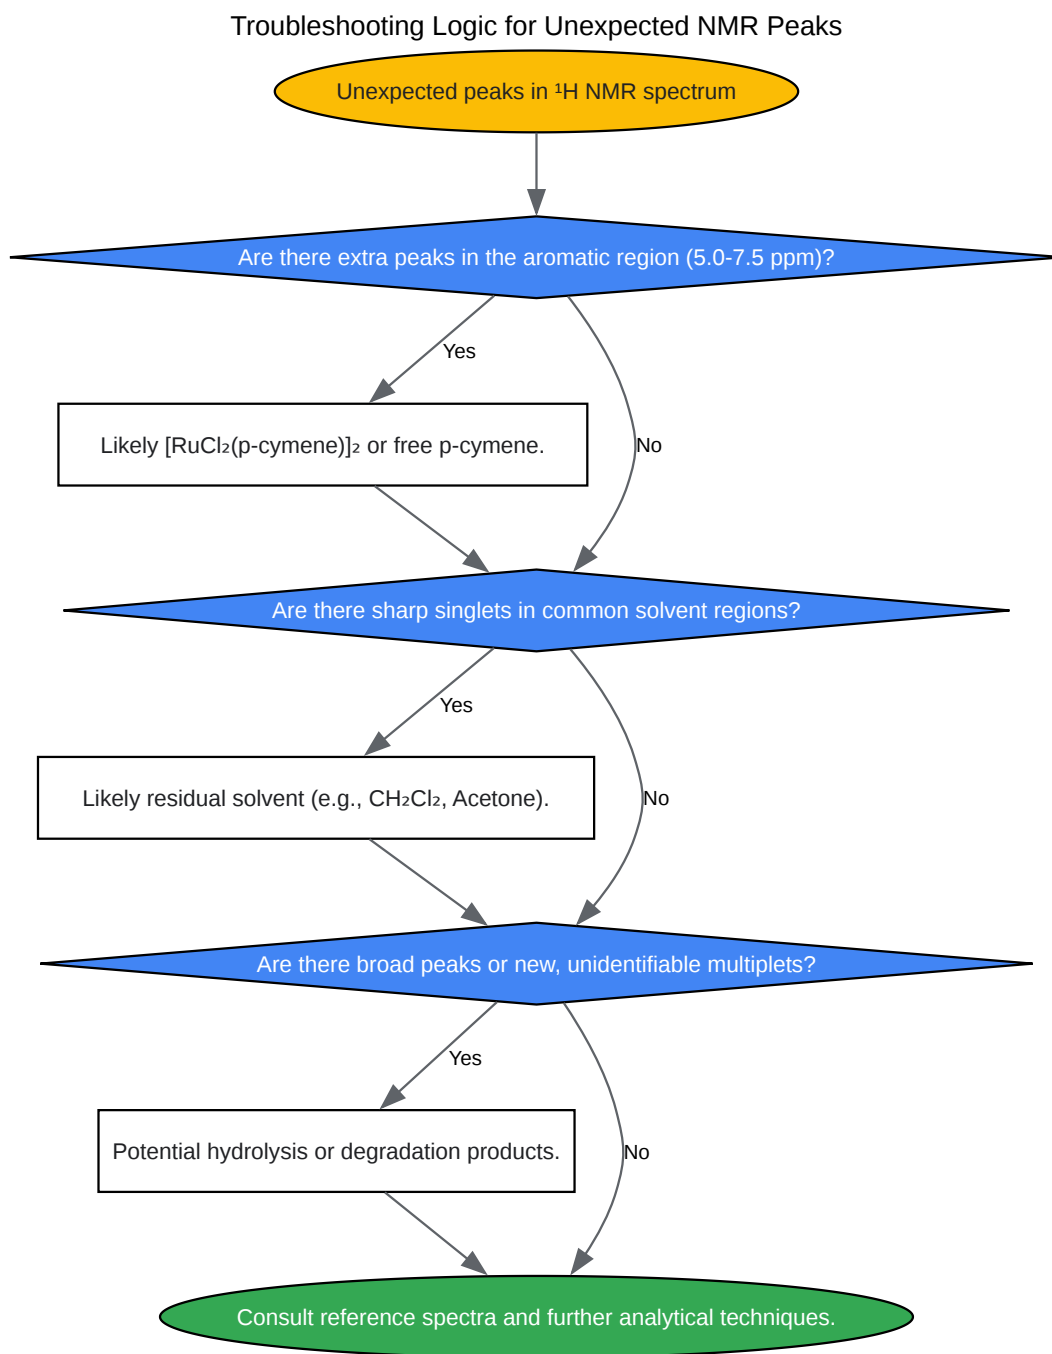 Troubleshooting Logic for Unexpected NMR Peaks
Unexpected peaks in ¹H NMR spectrum
Are there extra peaks in the aromatic region (5.0-7.5 ppm)?
Yes
Likely [RuCl₂(p-cymene)]₂ or free p-cymene.
No
Are there sharp singlets in common solvent regions?
Yes
Likely residual solvent (e.g., CH₂Cl₂, Acetone).
No
Are there broad peaks or new, unidentifiable multiplets?
Yes
Potential hydrolysis or degradation products.
No
Consult reference spectra and further analytical techniques.